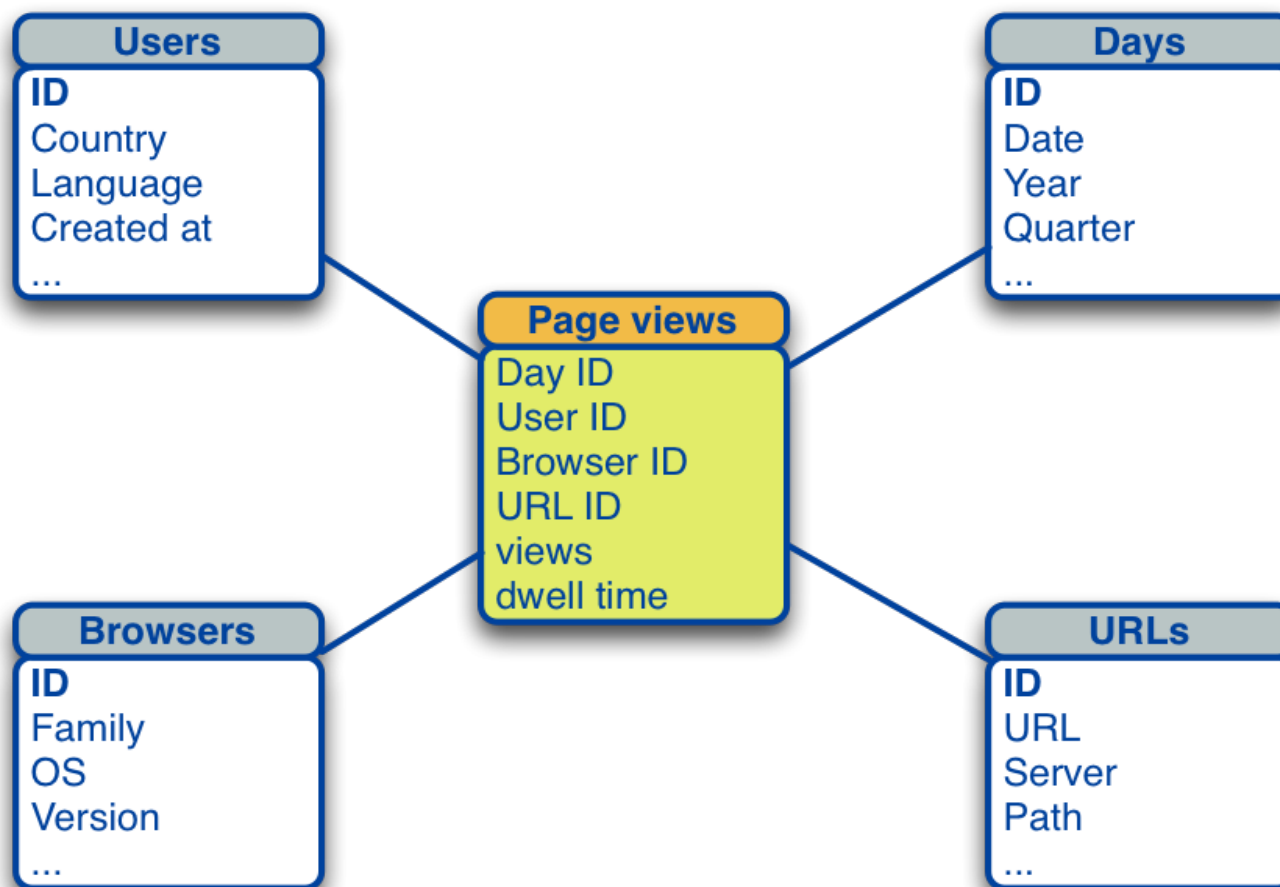 Users
ID
Country
Language
Created at
...
Days
ID
Date
Year
Quarter
...
Page views
Day ID
User ID
Browser ID
URL ID
views
dwell time
Browsers
ID
Family
OS
Version
...
URLs
ID
URL
Server
Path
...